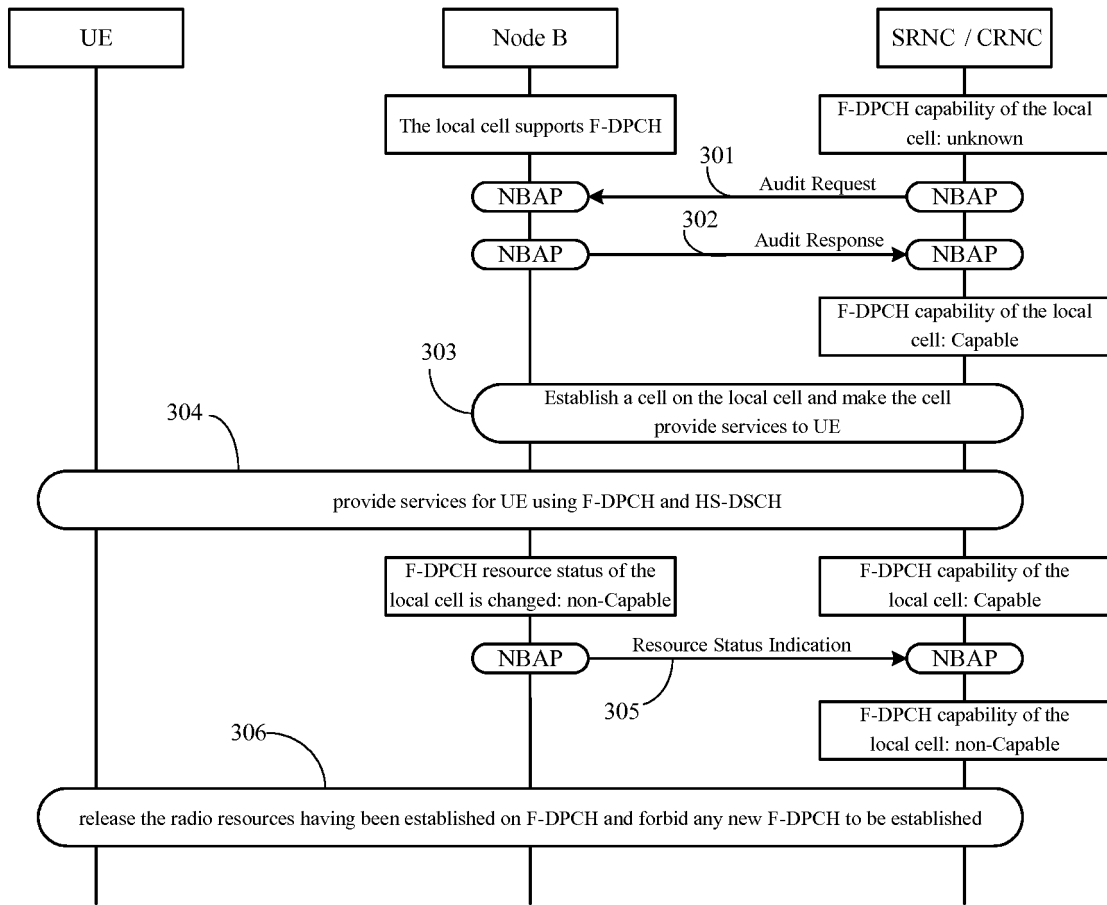 UE
Node B
SRNC / CRNC
The local cell supports F-DPCH
F-DPCH capability of the local
cell: unknown
301
Audit Request
NBAP
NBAP
302
Audit Response
NBAP
NBAP
F-DPCH capability of the local
cell: Capable
303
Establish a cell on the local cell and make the cell
provide services to UE
304
provide services for UE using F-DPCH and HS-DSCH
F-DPCH resource status of the
local cell is changed: non-Capable
F-DPCH capability of the
local cell: Capable
NBAP
Resource Status Indication
NBAP
305
F-DPCH capability of the
local cell: non-Capable
306
release the radio resources having been established on F-DPCH and forbid any new F-DPCH to be established